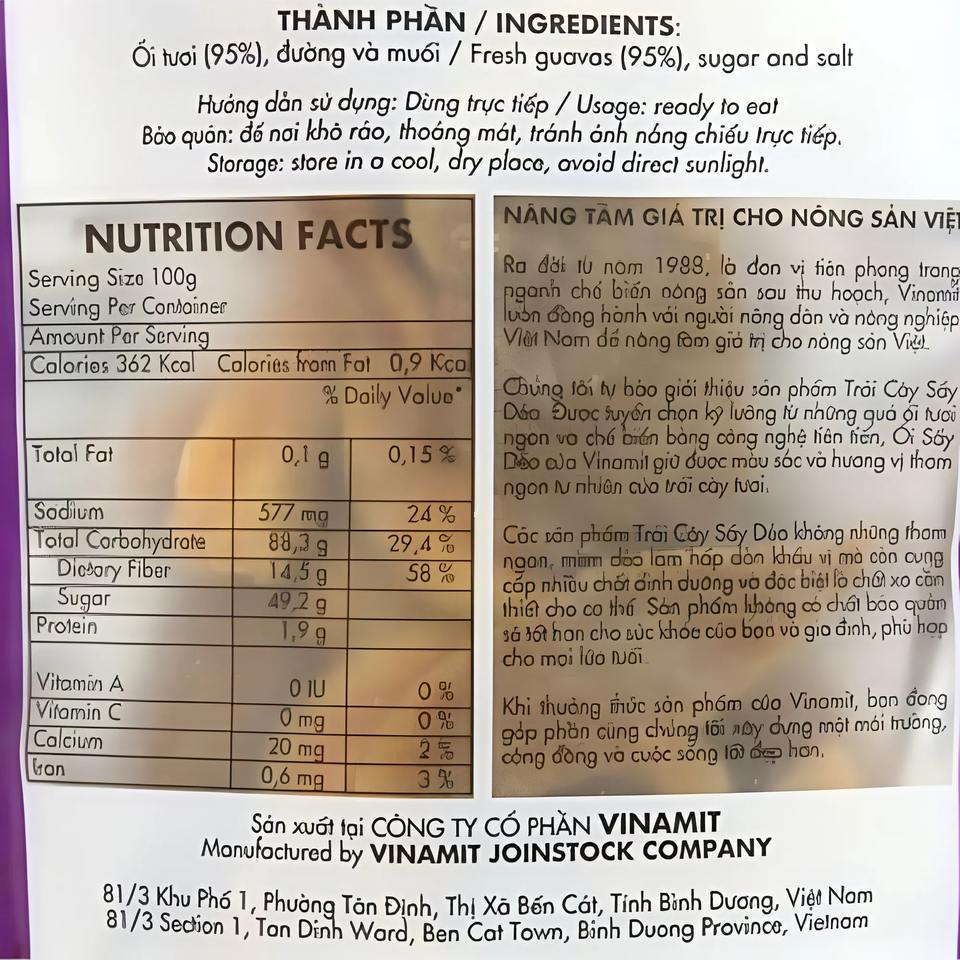 THÀNH PHẦN / INGREDIENTS:
Ổi tươi (95%), đường và muối / Fresh guavas (95%), sugar and salt
Hướng dẫn sử dụng: Dùng trực tiếp / Usage: ready to eat
Bảo quản: để nơi khô ráo, thoáng mát, tránh ánh nắng chiếu trực tiếp.
Storage: store in a cool, dry place, avoid direct sunlight.
NUTRITION FACTS
Serving Size 100g
Serving Per Container
Amount Per Serving
Calories 362 Kcal Calories from Fat 0,9 Kca
% Daily Value*
Total Fat 0,1 g 0,15 %
Sodium 577 mg 24 %
Total Carbohydrate 88,3 g 29,4 %
Dietary Fiber 14,5 g 58 %
Sugar 49,2 g
Protein 1,9 g
Vitamin A 0 IU 0 %
Vitamin C 0 mg 0 %
Calcium 20 mg 2 %
Iron 0,6 mg 3 %
NÂNG TẦM GIÁ TRỊ CHO NÔNG SẢN VIỆT
Ra đời từ năm 1988, là đơn vị tiên phong trong
ngành chế biến nông sản sau thu hoạch, Vinamit
luôn đồng hành với người nông dân và nông nghiệp
Việt Nam để nâng tầm giá trị cho nông sản Việt.
Chúng tôi tự hào giới thiệu sản phẩm Trái Cây Sấy
Dẻo. Được tuyển chọn kỹ lưỡng từ những quả ổi tươi
ngon và chế biến bằng công nghệ tiên tiến, Ổi Sấy
Dẻo của Vinamit giữ được màu sắc và hương vị thơm
ngon tự nhiên của trái cây tươi.
Các sản phẩm Trái Cây Sấy Dẻo không những thơm
ngon, mềm dẻo làm hấp dẫn khẩu vị mà còn cung
cấp nhiều chất dinh dưỡng và đặc biệt là chất xơ cần
thiết cho cơ thể. Sản phẩm không có chất bảo quản
sẽ tốt hơn cho sức khỏe của bạn và gia đình, phù hợp
cho mọi lứa tuổi.
Khi thưởng thức sản phẩm của Vinamit, bạn đang
góp phần cùng chúng tôi xây dựng một môi trường,
cộng đồng và cuộc sống tốt đẹp hơn.
Sản xuất tại CÔNG TY CỔ PHẦN VINAMIT
Manufactured by VINAMIT JOINSTOCK COMPANY
81/3 Khu Phố 1, Phường Tân Định, Thị Xã Bến Cát, Tỉnh Bình Dương, Việt Nam
81/3 Section 1, Tan Dinh Ward, Ben Cat Town, Binh Duong Province, Vietnam